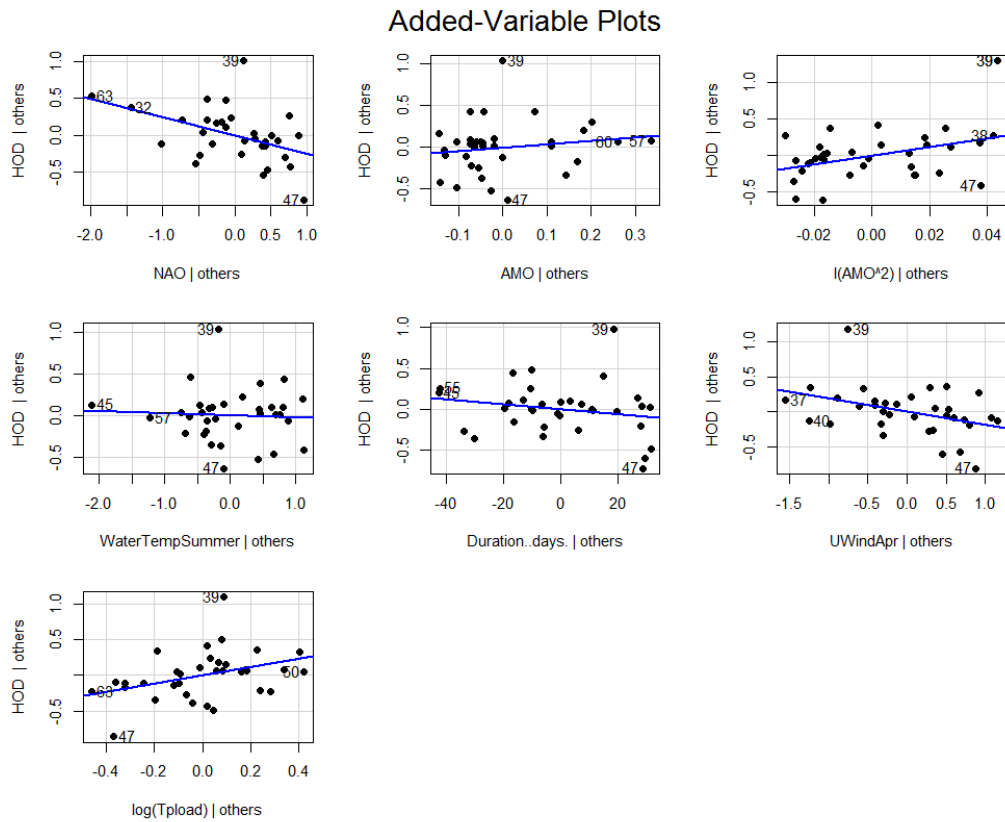 Added-Variable Plots
HOD | others
-0.5 0.0 0.5 1.0
39
63
32
47
-2.0 -1.0 0.0 0.5 1.0
NAO | others
HOD | others
-0.5 0.0 0.5 1.0
39
60
57
47
-0.1 0.0 0.1 0.2 0.3
AMO | others
HOD | others
-0.5 0.0 0.5 1.0
39
38
47
-0.02 0.00 0.02 0.04
I(AMO^2) | others
HOD | others
-0.5 0.0 0.5 1.0
39
45
57
47
-2.0 -1.0 0.0 1.0
WaterTempSummer | others
HOD | others
-0.5 0.0 0.5 1.0
39
55
45
47
-40 -20 0 20
Duration..days. | others
HOD | others
-0.5 0.5 1.0
39
37
40
47
-1.5 -0.5 0.0 0.5 1.0
UWindApr | others
HOD | others
-0.5 0.0 0.5 1.0
39
63
50
47
-0.4 -0.2 0.0 0.2 0.4
log(Tpload) | others